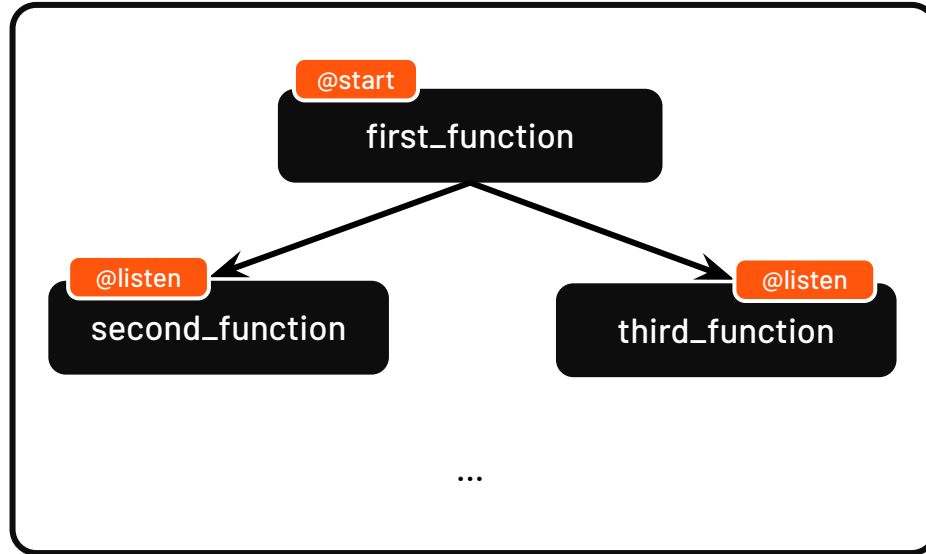 @start
first_function
@listen
second_function
@listen
third_function
...